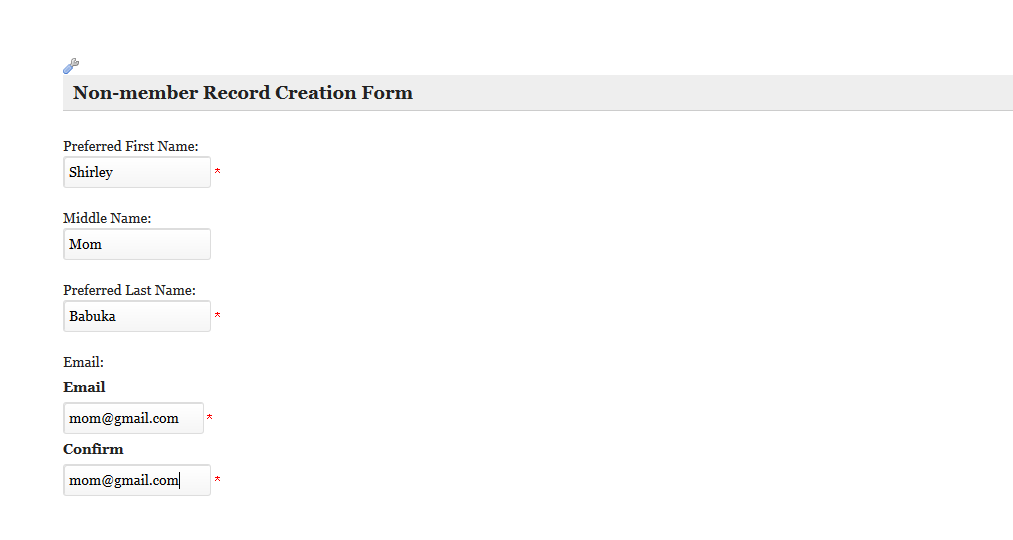 Non-member Record Creation Form
Preferred First Name:
Shirley *
Middle Name:
Mom
Preferred Last Name:
Babuka *
Email:
Email
mom@gmail.com *
Confirm
mom@gmail.com *